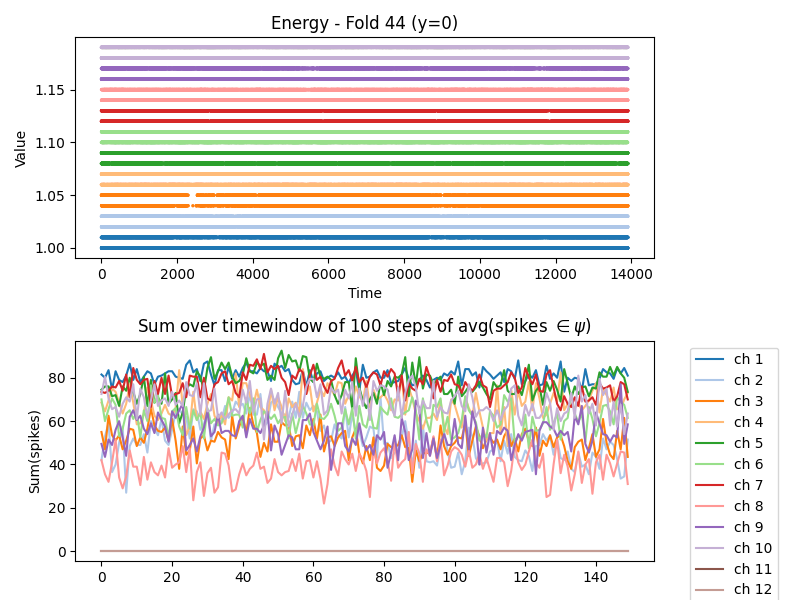 Energy - Fold 44 (y=0)
Value
1.15
1.10
1.05
1.00
0 2000 4000 6000 8000 10000 12000 14000
Time
Sum over timewindow of 100 steps of avg(spikes ∈ ψ)
Sum(spikes)
80
60
40
20
0
0 20 40 60 80 100 120 140
ch 1
ch 2
ch 3
ch 4
ch 5
ch 6
ch 7
ch 8
ch 9
ch 10
ch 11
ch 12